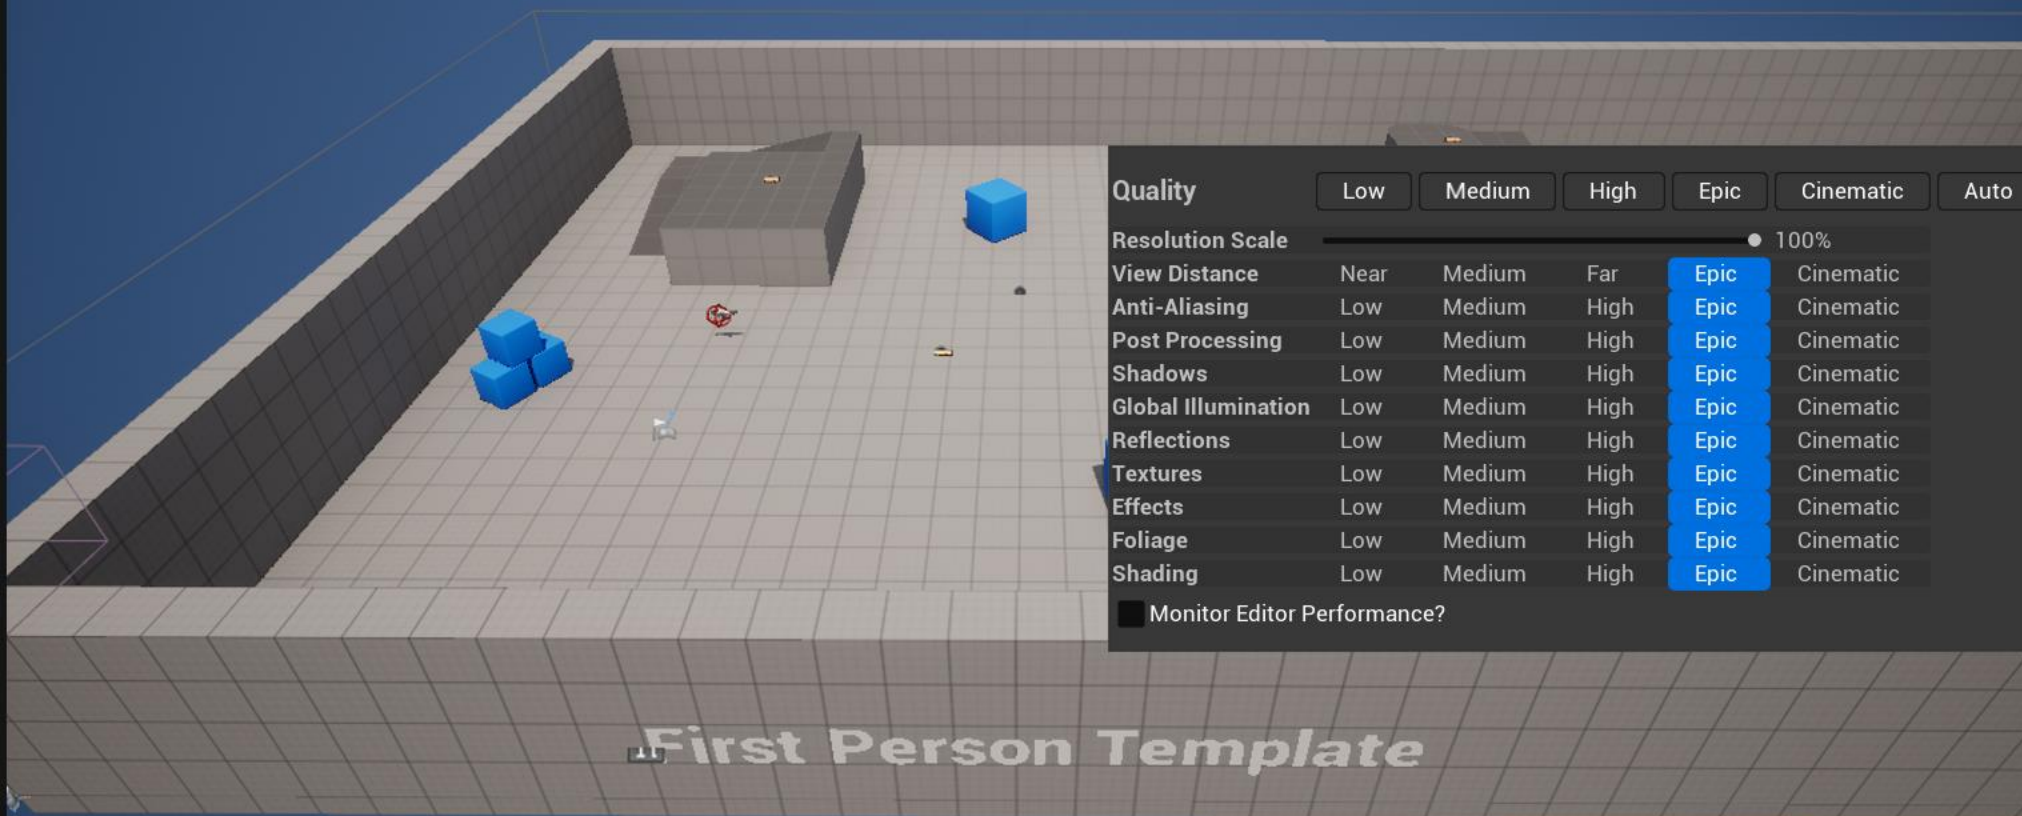 Quality Low Medium High Epic Cinematic Auto
Resolution Scale 100%
View Distance Near Medium Far Epic Cinematic
Anti-Aliasing Low Medium High Epic Cinematic
Post Processing Low Medium High Epic Cinematic
Shadows Low Medium High Epic Cinematic
Global Illumination Low Medium High Epic Cinematic
Reflections Low Medium High Epic Cinematic
Textures Low Medium High Epic Cinematic
Effects Low Medium High Epic Cinematic
Foliage Low Medium High Epic Cinematic
Shading Low Medium High Epic Cinematic
Monitor Editor Performance?
First Person Template